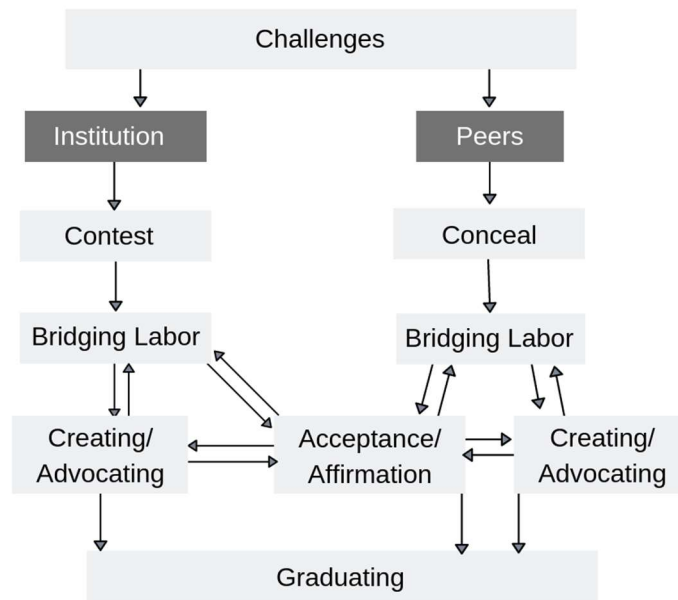 Challenges
Institution
Peers
Contest
Conceal
Bridging Labor
Bridging Labor
Creating/
Advocating
Acceptance/
Affirmation
Creating/
Advocating
Graduating